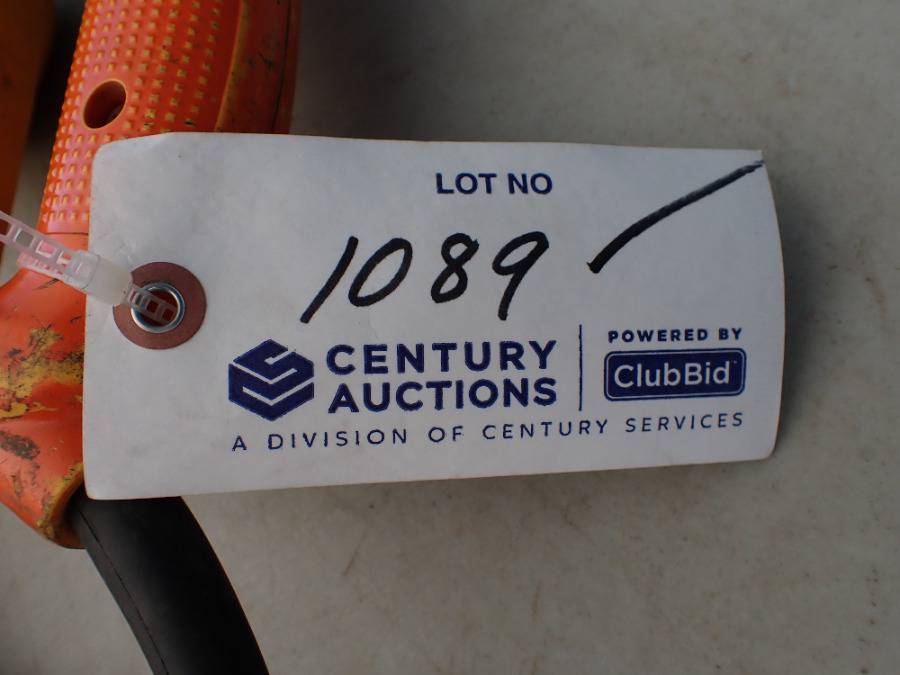 LOT NO
1089
CENTURY
AUCTIONS
POWERED BY
ClubBid
A DIVISION OF CENTURY SERVICES